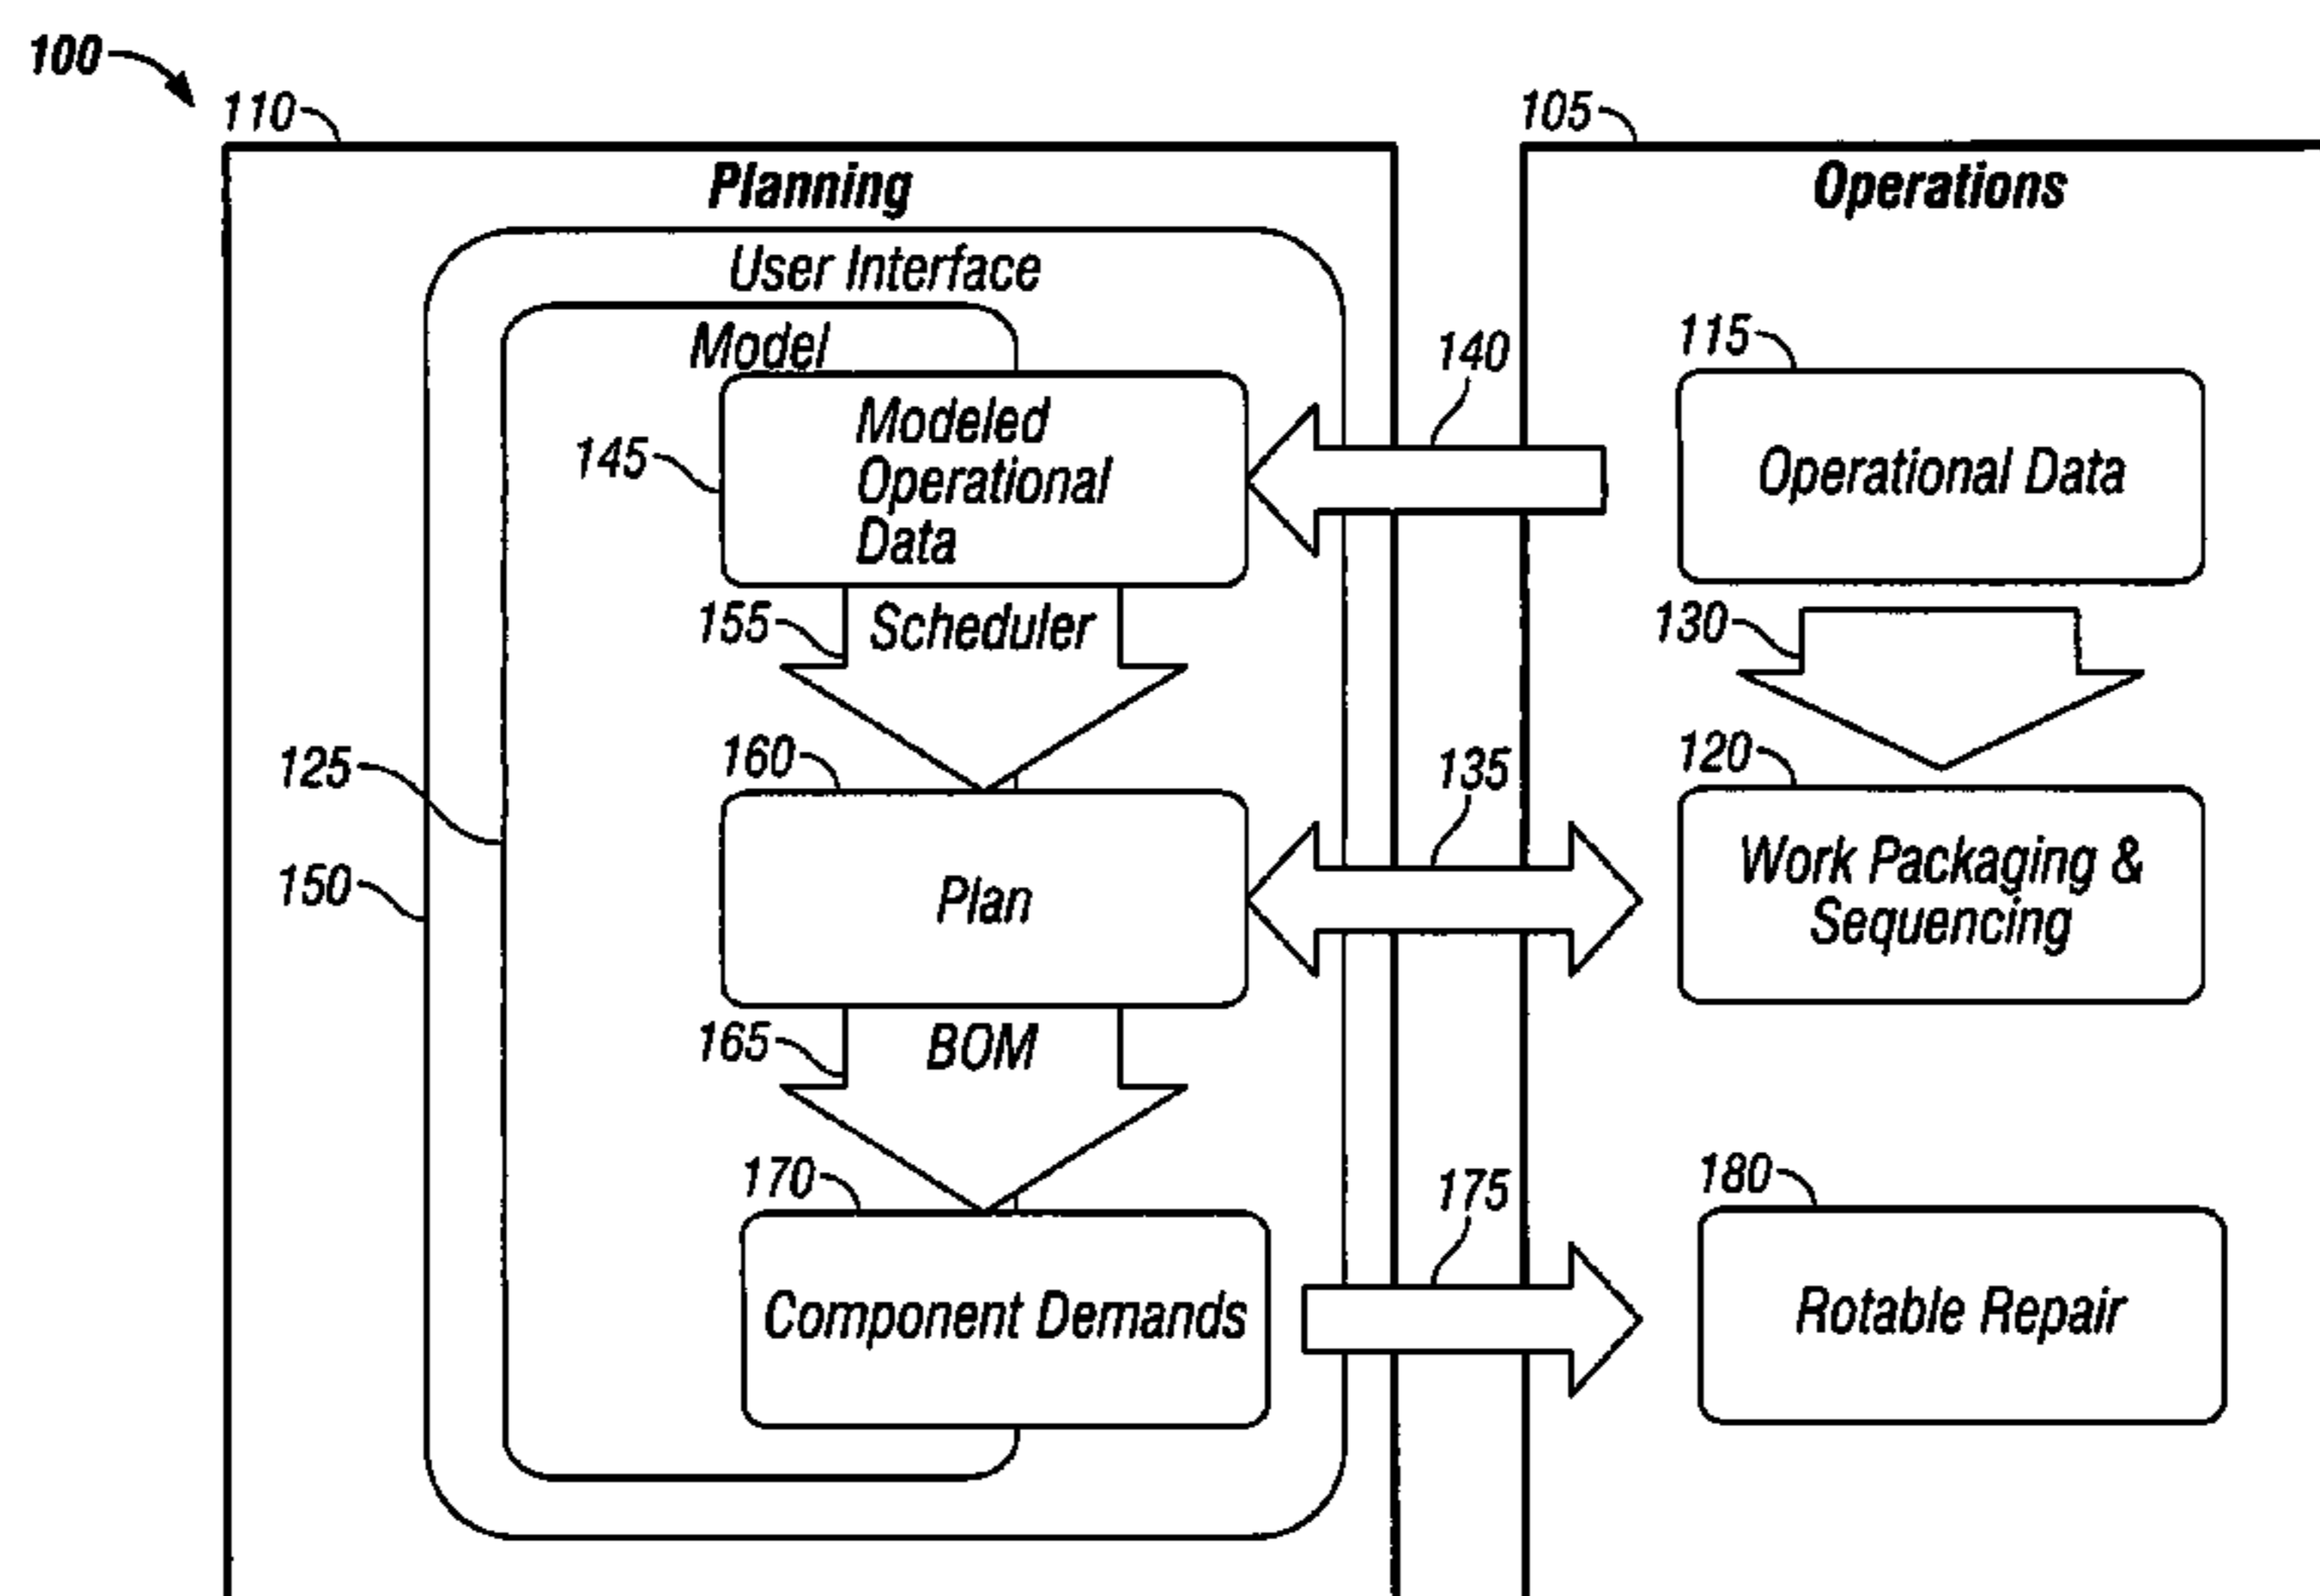 100
110
105
Planning
Operations
User Interface
Model
140
115
Modeled
Operational
Data
145
Operational Data
155
Scheduler
130
125
160
135
120
150
Plan
Work Packaging &
Sequencing
165
BOM
170
175
180
Component Demands
Rotable Repair